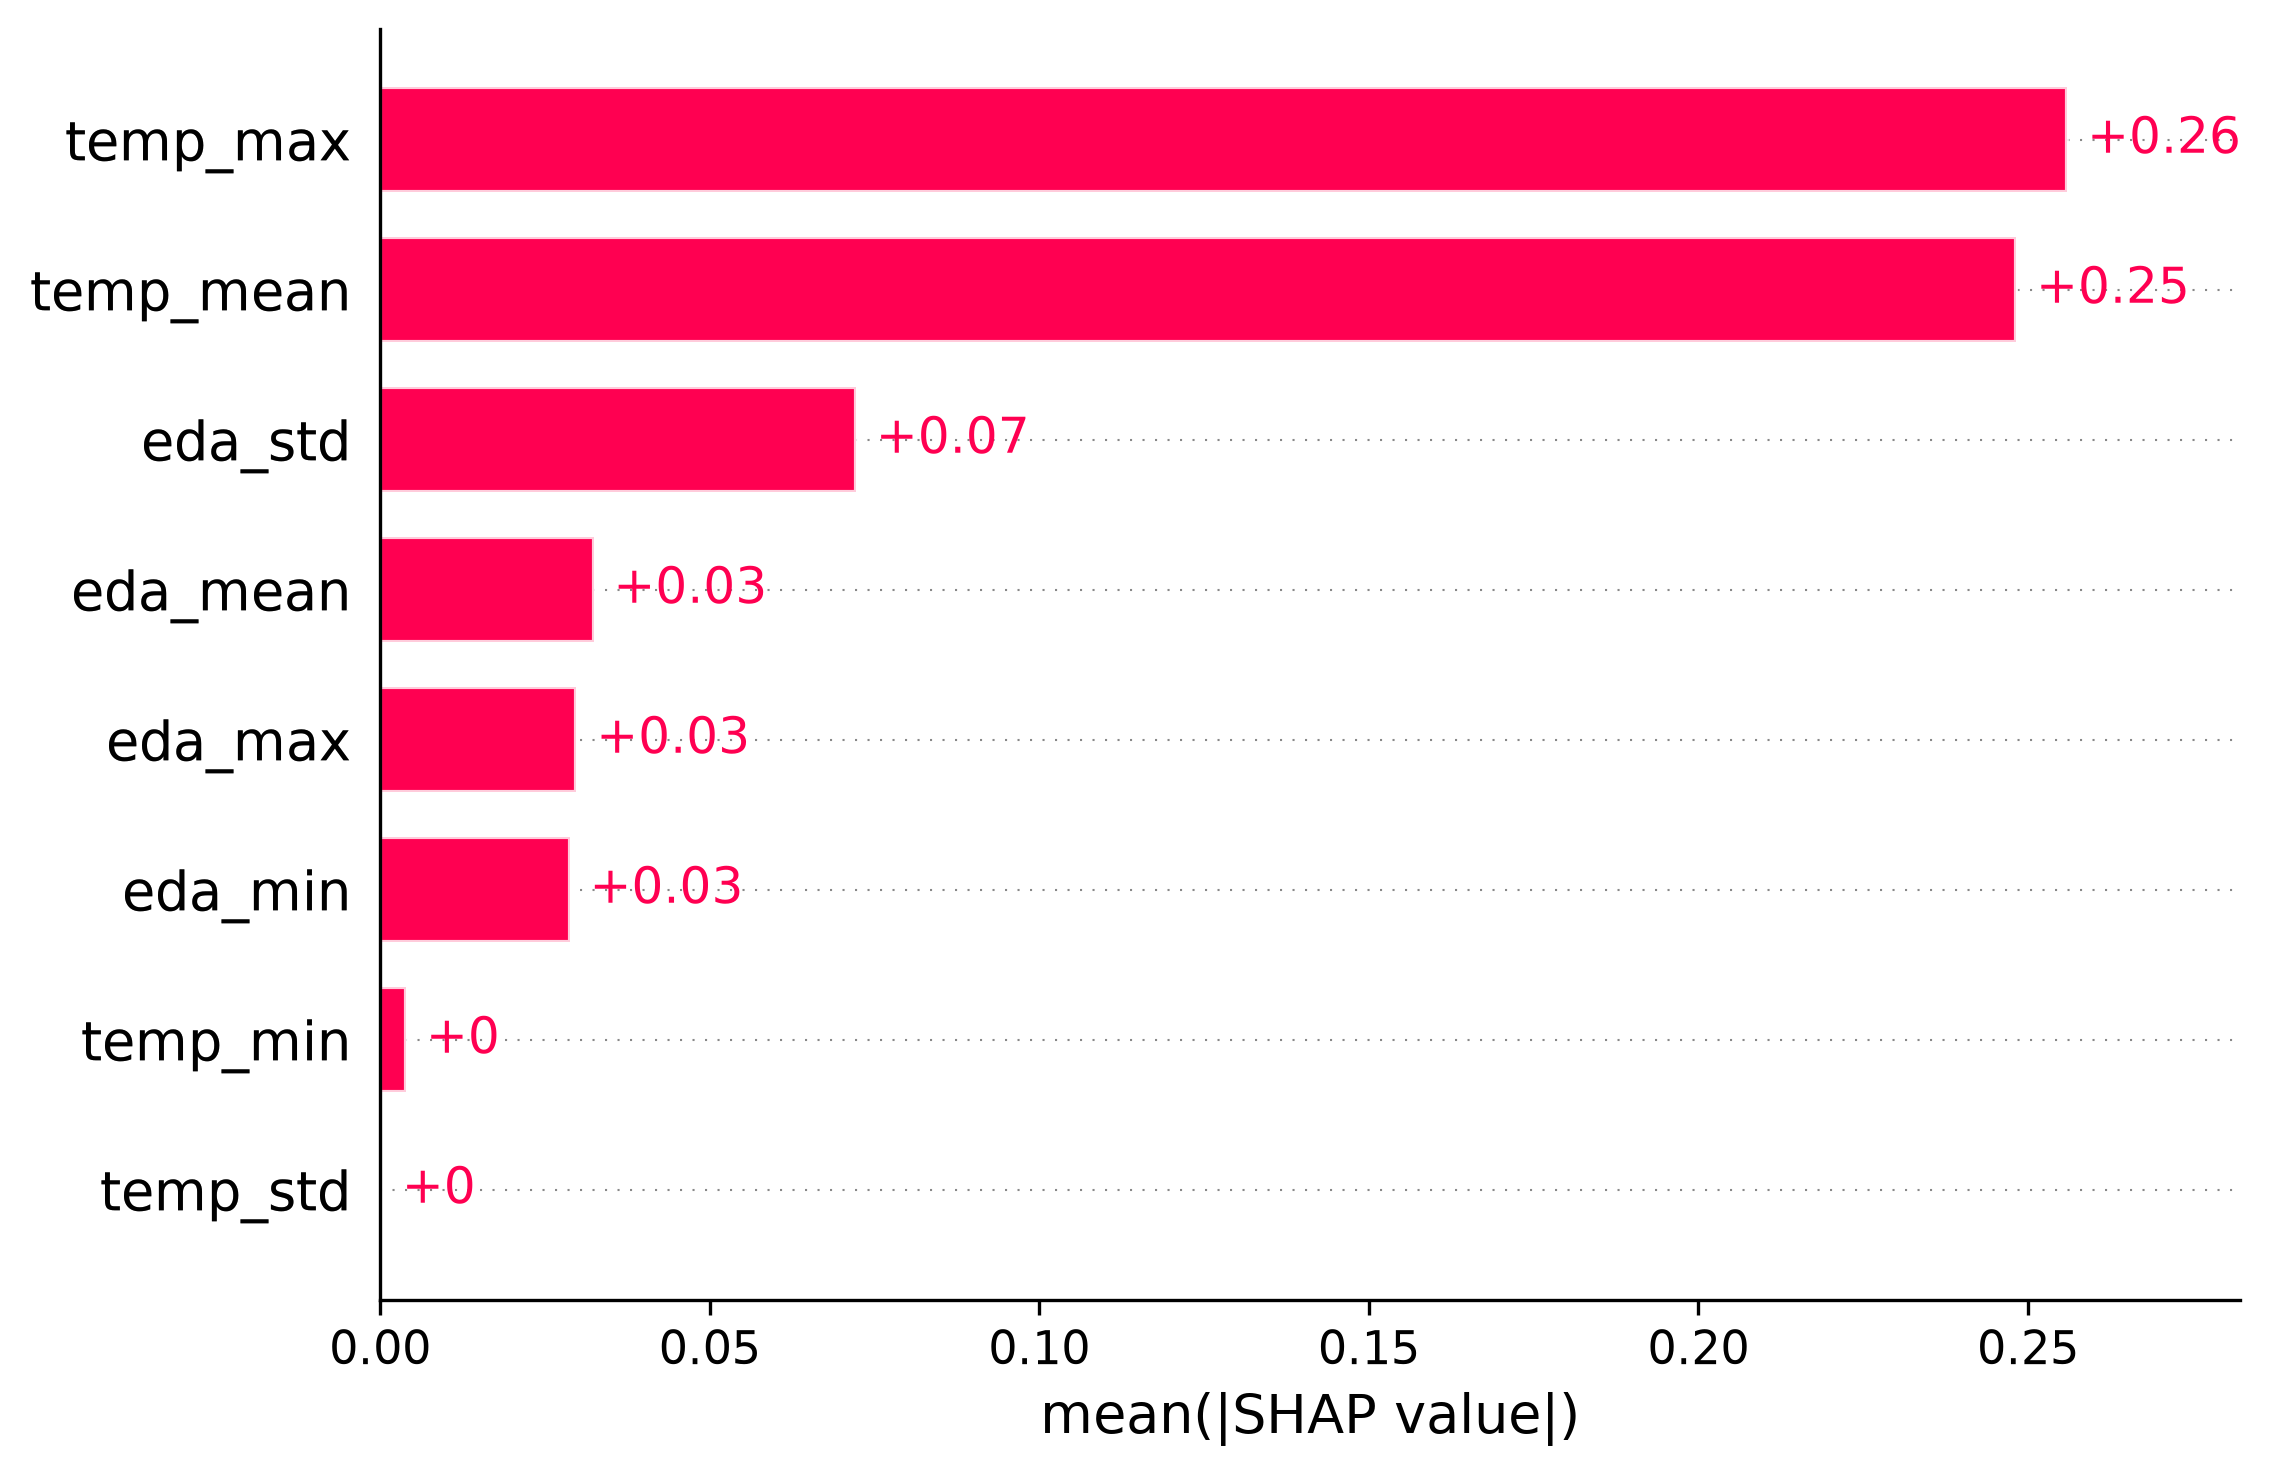 temp_max +0.26
temp_mean +0.25
eda_std +0.07
eda_mean +0.03
eda_max +0.03
eda_min +0.03
temp_min +0
temp_std +0
0.00 0.05 0.10 0.15 0.20 0.25
mean(|SHAP value|)